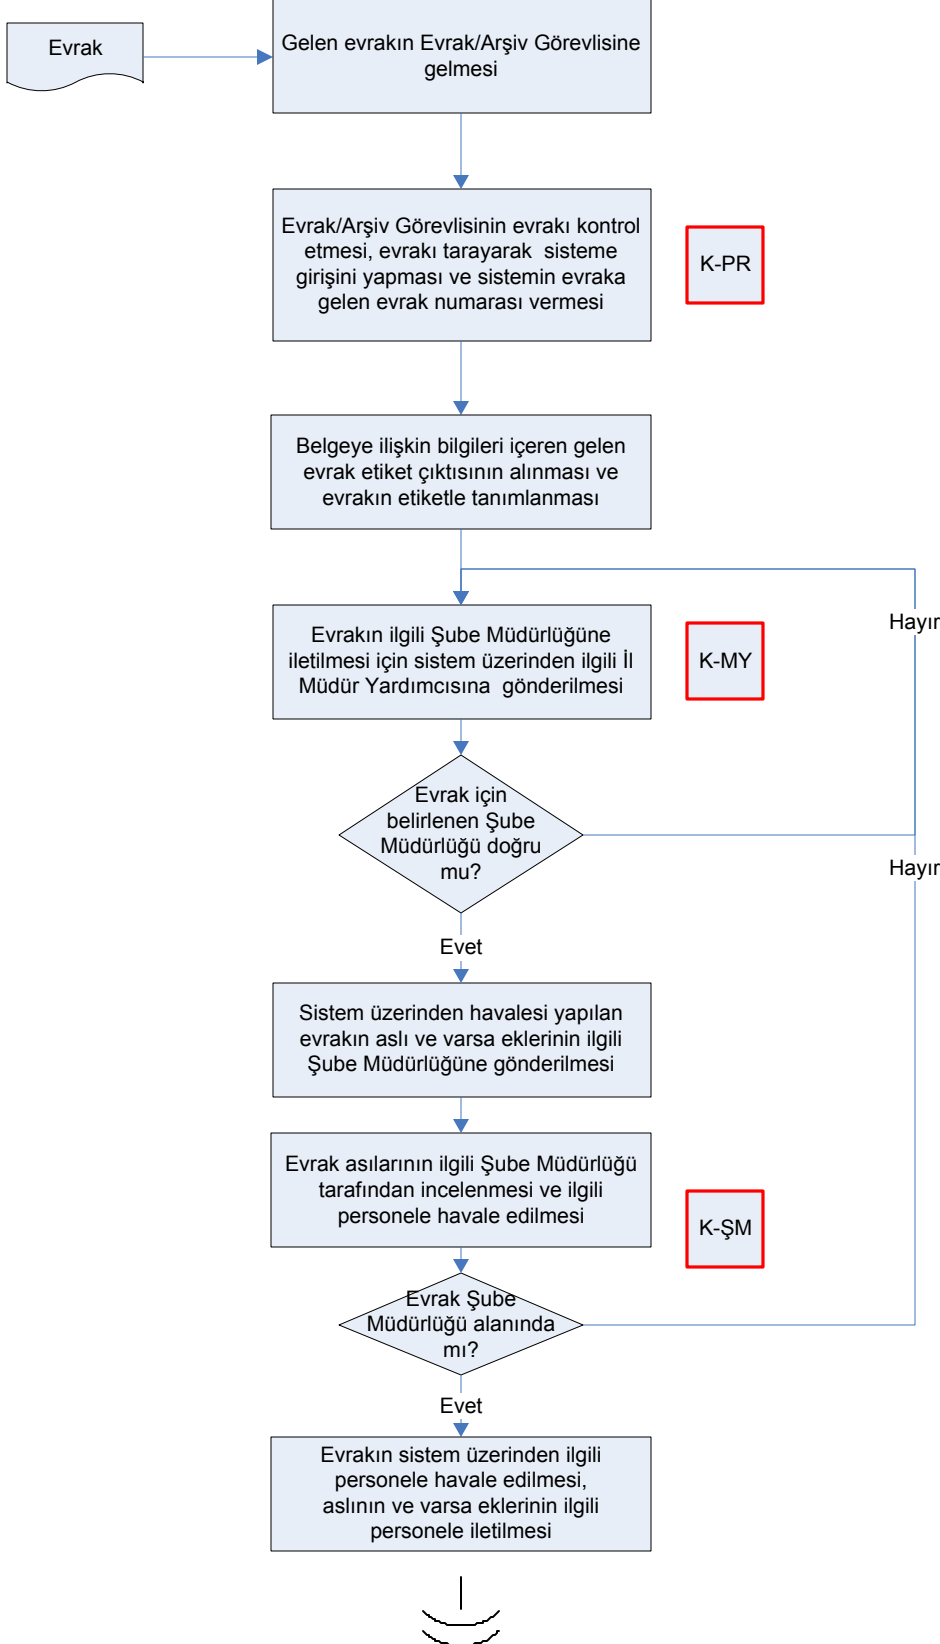 Evrak
Gelen evrakın Evrak/Arşiv Görevlisine
gelmesi
Evrak/Arşiv Görevlisinin evrakı kontrol
etmesi, evrakı tarayarak sisteme
girişini yapması ve sistemin evraka
gelen evrak numarası vermesi
K-PR
Belgeye ilişkin bilgileri içeren gelen
evrak etiket çıktısının alınması ve
evrakın etiketle tanımlanması
Hayır
Evrakın ilgili Şube Müdürlüğüne
iletilmesi için sistem üzerinden ilgili İl
Müdür Yardımcısına gönderilmesi
K-MY
Evrak için
belirlenen Şube
Müdürlüğü doğru
mu?
Hayır
Evet
Sistem üzerinden havalesi yapılan
evrakın aslı ve varsa eklerinin ilgili
Şube Müdürlüğüne gönderilmesi
Evrak asılarının ilgili Şube Müdürlüğü
tarafından incelenmesi ve ilgili
personele havale edilmesi
K-ŞM
Evrak Şube
Müdürlüğü alanında
mı?
Evet
Evrakın sistem üzerinden ilgili
personele havale edilmesi,
aslının ve varsa eklerinin ilgili
personele iletilmesi